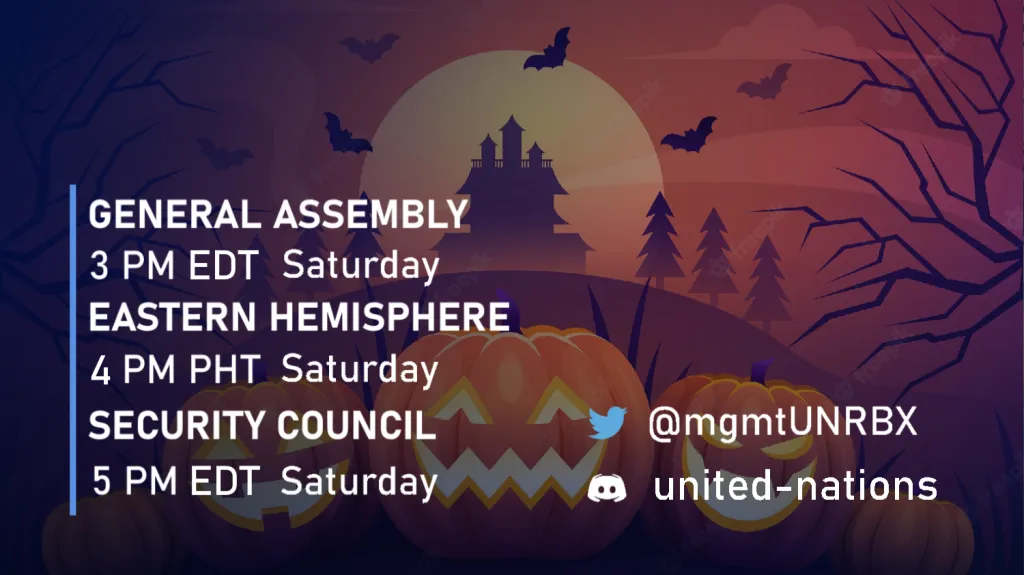 GENERAL ASSEMBLY
3 PM EDT Saturday
EASTERN HEMISPHERE
4 PM PHT Saturday
SECURITY COUNCIL
5 PM EDT Saturday
@mgmtUNRBX
united-nations